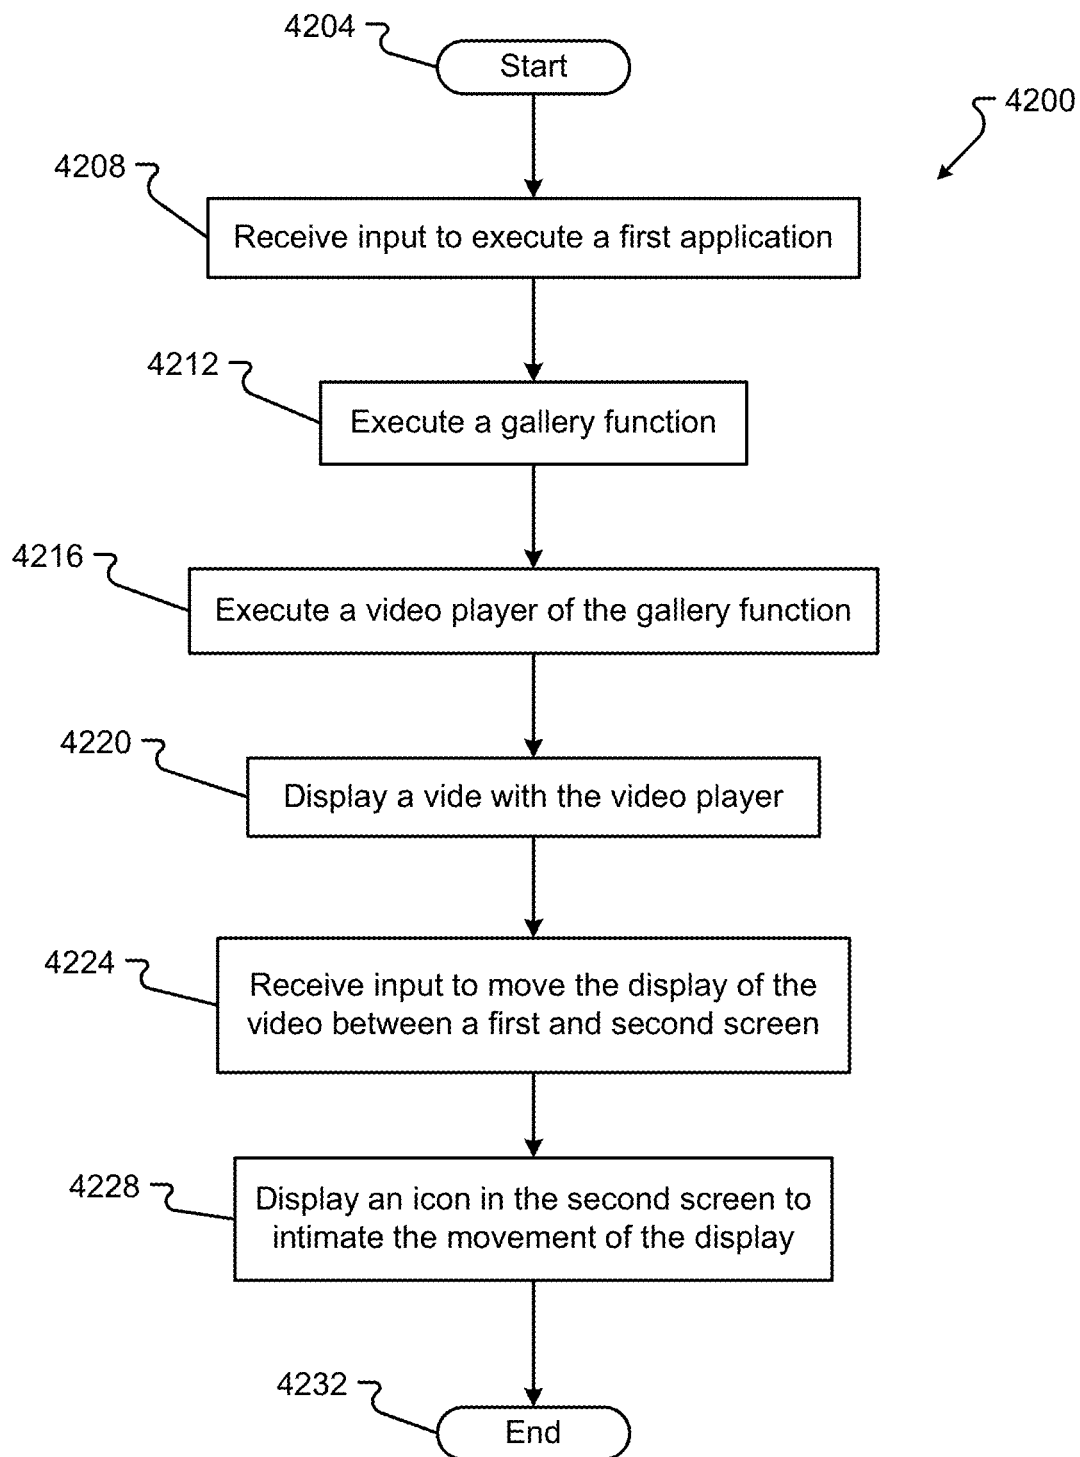 4204
Start
4200
4208
Receive input to execute a first application
4212
Execute a gallery function
4216
Execute a video player of the gallery function
4220
Display a vide with the video player
4224
Receive input to move the display of the
video between a first and second screen
4228
Display an icon in the second screen to
intimate the movement of the display
4232
End